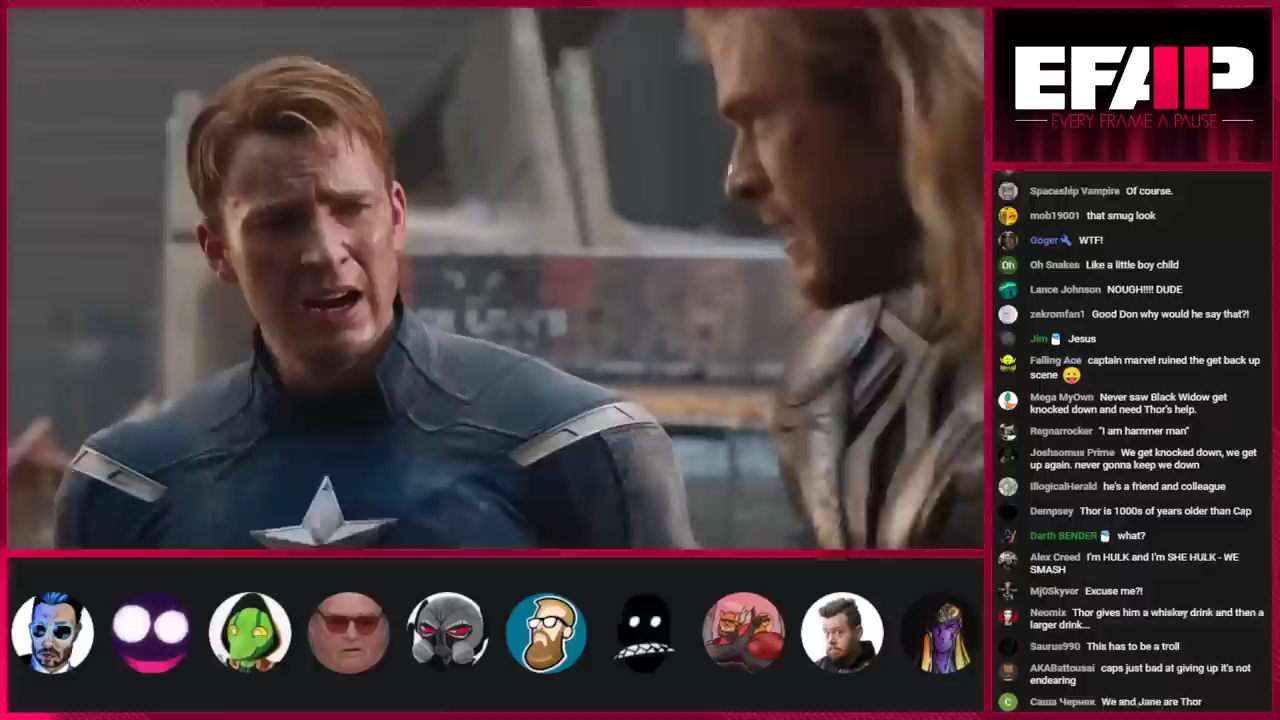 EFAP
EVERY FRAME A PAUSE
Spaceship Vampire Of course.
mob19001 that smug look
Goger WTF!
Oh
Oh Snakes Like a little boy child
Lance Johnson NOUGH!!!! DUDE
zekromfan1 Good Don why would he say that?!
Jim Jesus
Falling Ace captain marvel ruined the get back up
scene
Mega MyOwn Never saw Black Widow get
knocked down and need Thor's help.
Regnarrocker "I am hammer man"
Joshsomus Prime We get knocked down, we get
up again. never gonna keep we down
IllogicalHerald he's a friend and colleague
Dempsey Thor is 1000s of years older than Cap
Darth BENDER what?
Alex Creed I'm HULK and I'm SHE HULK - WE
SMASH
Mj0Skyver Excuse me?!
Neomix Thor gives him a whiskey drink and then a
larger drink...
Saurus990 This has to be a troll
AKABattousai caps just bad at giving up it's not
endearing
С
Саша Черняк We and Jane are Thor